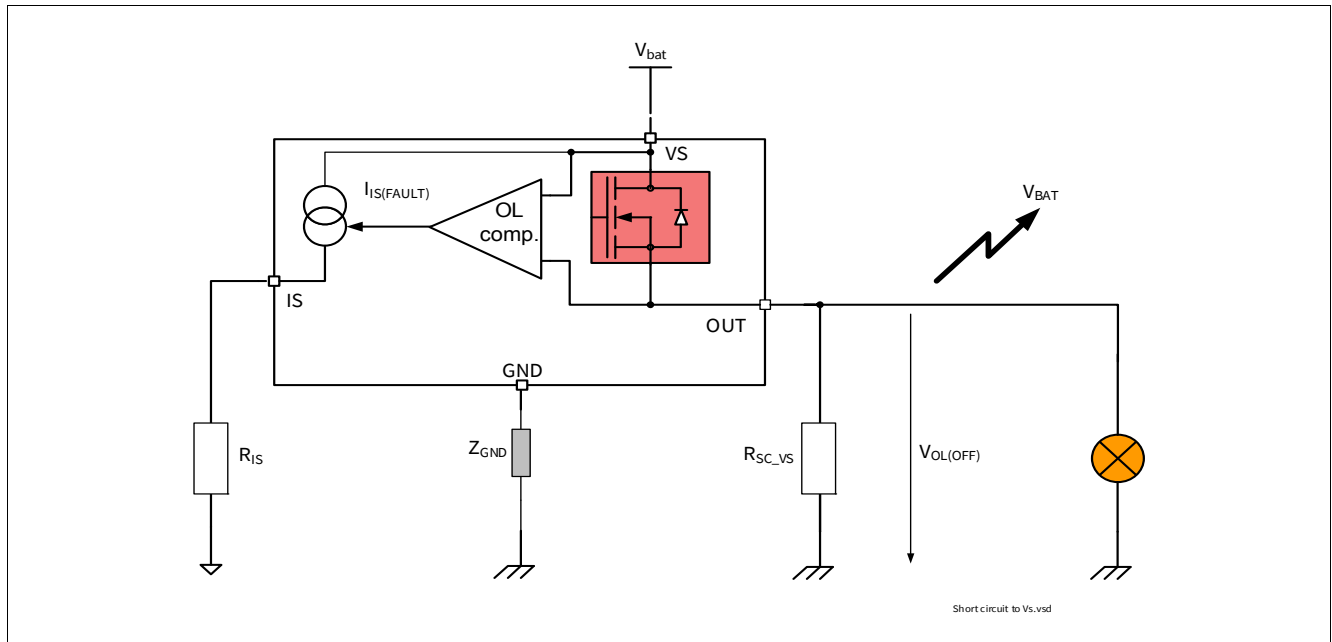 Vbat
VS
VBAT
IIS(FAULT)
OL
comp.
IS
OUT
GND
RIS
ZGND
RSC_VS
VOL(OFF)
Short circuit to Vs.vsd